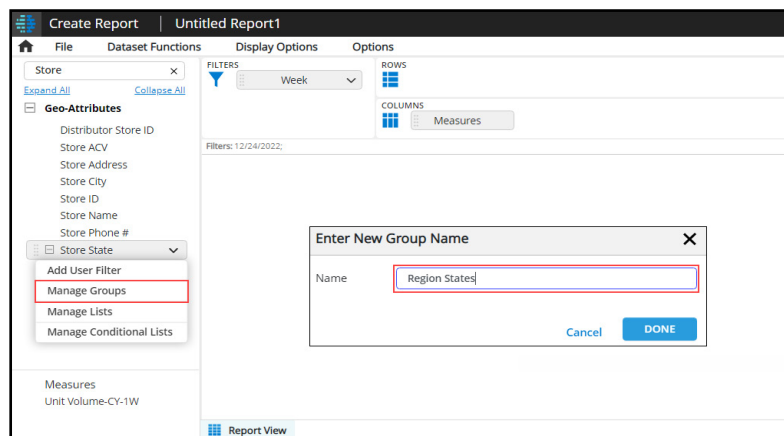 Create Report | Untitled Report1
File Dataset Functions Display Options Options
Store ×
Expand All Collapse All
Geo-Attributes
Distributor Store ID
Store ACV
Store Address
Store City
Store ID
Store Name
Store Phone #
Store State
Add User Filter
Manage Groups
Manage Lists
Manage Conditional Lists
Measures
Unit Volume-CY-1W
FILTERS
Week
ROWS
COLUMNS
Measures
Filters: 12/24/2022;
Enter New Group Name
Name Region States
Cancel DONE
Report View